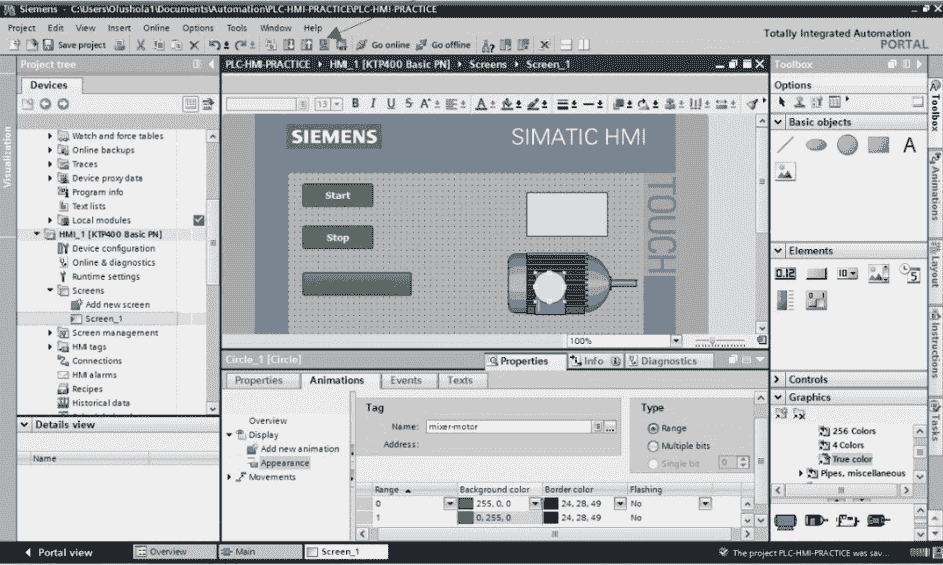 Siemens - C:\Users\Olushola1\Documents\Automation\PLC-HMI-PRACTICE\PLC-HMI-PRACTICE
Project Edit View Insert Online Options Tools Window Help
Totally Integrated Automation
PORTAL
Save project
Go online
Go offline
Project tree
PLC-HMI-PRACTICE
HMI_1 [KTP400 Basic PN]
Screens
Screen_1
Toolbox
Devices
Options
Visualization
Watch and force tables
Online backups
Traces
Device proxy data
Program info
Text lists
Local modules
HMI_1 [KTP400 Basic PN]
Device configuration
Online & diagnostics
Runtime settings
Screens
Add new screen
Screen_1
Screen management
HMI tags
Connections
HMI alarms
Recipes
Historical data
Details view
Name
13
B I U S A
SIEMENS
SIMATIC HMI
TOUCH
Start
Stop
100%
Basic objects
A
Elements
0.12
10
5
Controls
Graphics
256 Colors
4 Colors
True color
Pipes, miscellaneous
Toolbox
Animations
Layout
Instructions
Tasks
Circle_1 [Circle]
Properties
Info
Diagnostics
Properties Animations Events Texts
Overview
Display
Add new animation
Appearance
Movements
Tag
Name: mixer-motor
Address:
Type
Range
Multiple bits
Single bit 0
Range Background color Border color Flashing
0 255, 0, 0 24, 28, 49 No
1 0, 255, 0 24, 28, 49 No
Portal view
Overview
Main
Screen_1
The project PLC-HMI-PRACTICE was sav...